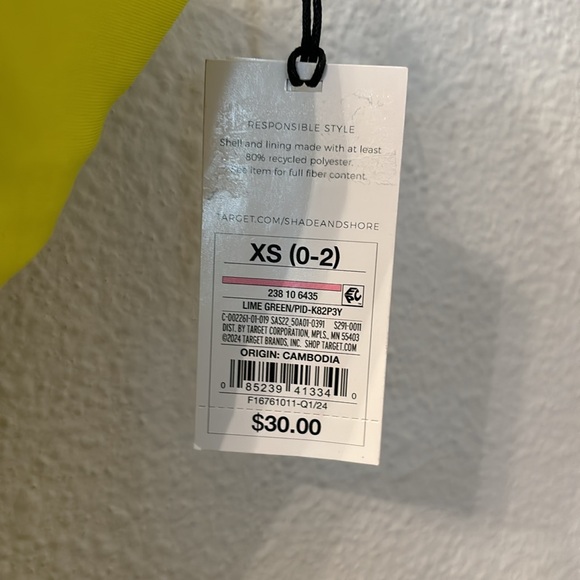 RESPONSIBLE STYLE
Shell and lining made with at least
80% recycled polyester.
item for full fiber content.
TARGET.COM/SHADEANDSHORE
XS (0-2)
238 10 6435
LIME GREEN/PID-K82P3Y
C-002261-01-019 SAS22_50A01-0391 S291-0011
DIST. BY TARGET CORPORATION, MPLS., MN 55403
©2024 TARGET BRANDS, INC. SHOP TARGET.COM
ORIGIN: CAMBODIA
0 85239 41334 0
F16761011-Q1/24
$30.00